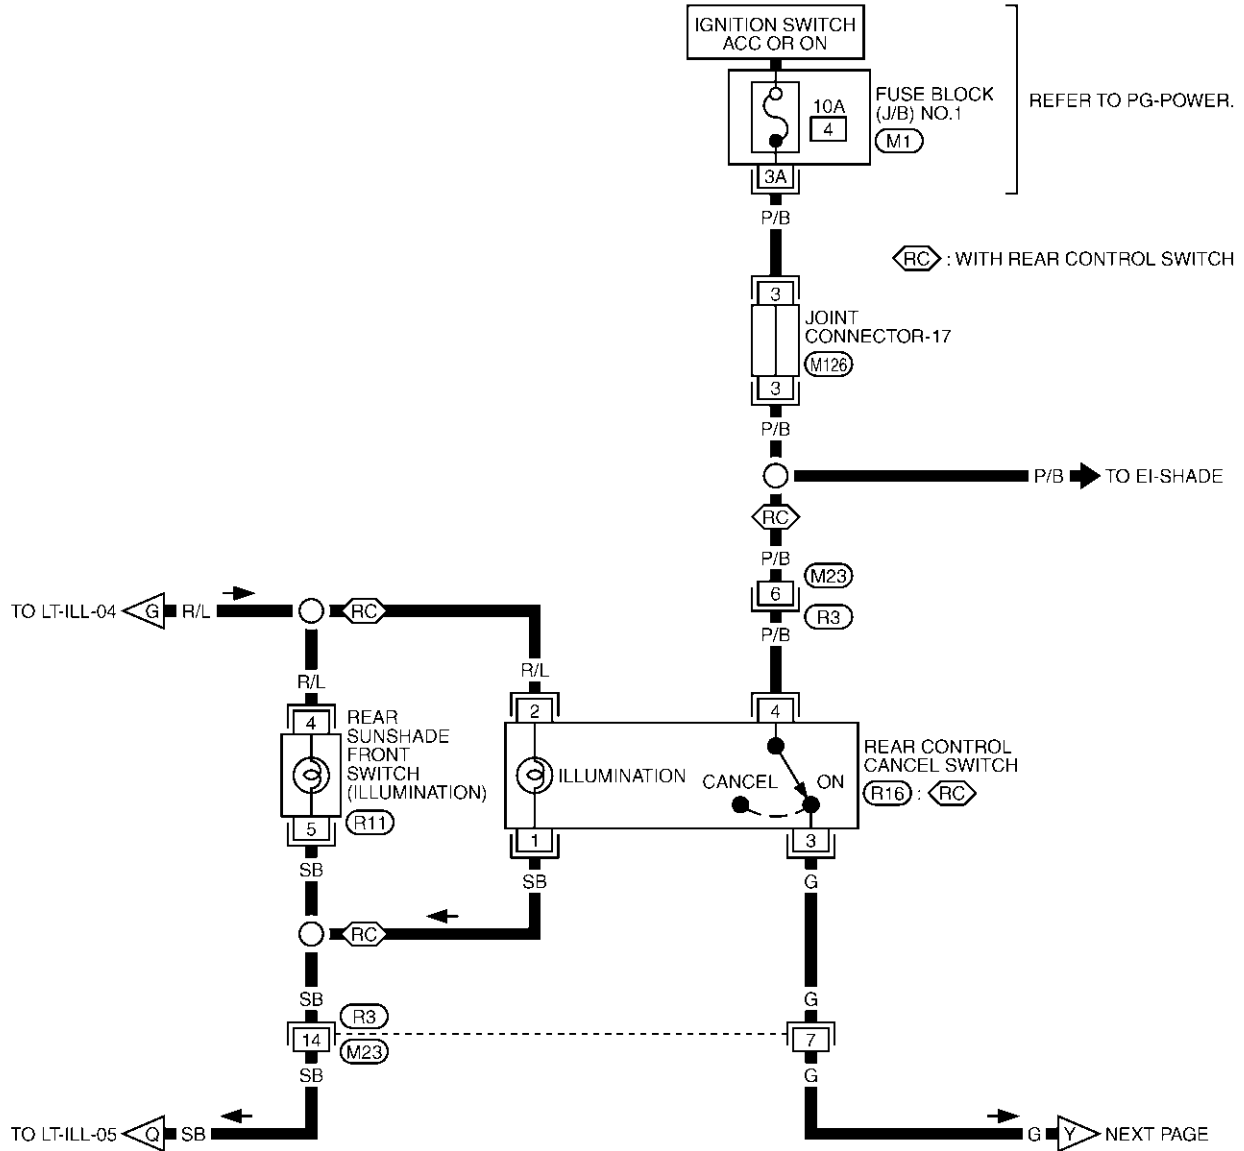 IGNITION SWITCH
ACC OR ON
10A
4
FUSE BLOCK
(J/B) NO.1
M1
REFER TO PG-POWER.
3A
P/B
RC : WITH REAR CONTROL SWITCH
3
JOINT
CONNECTOR-17
M126
3
P/B
P/B TO EI-SHADE
RC
P/B
6
M23
R3
P/B
TO LT-ILL-04 G R/L
RC
R/L
R/L
4
REAR
SUNSHADE
FRONT
SWITCH
(ILLUMINATION)
R11
5
SB
2
4
ILLUMINATION
CANCEL
ON
REAR CONTROL
CANCEL SWITCH
R16 : RC
1
3
SB
G
RC
SB
G
R3
14
M23
7
SB
G
TO LT-ILL-05 Q SB
G Y NEXT PAGE